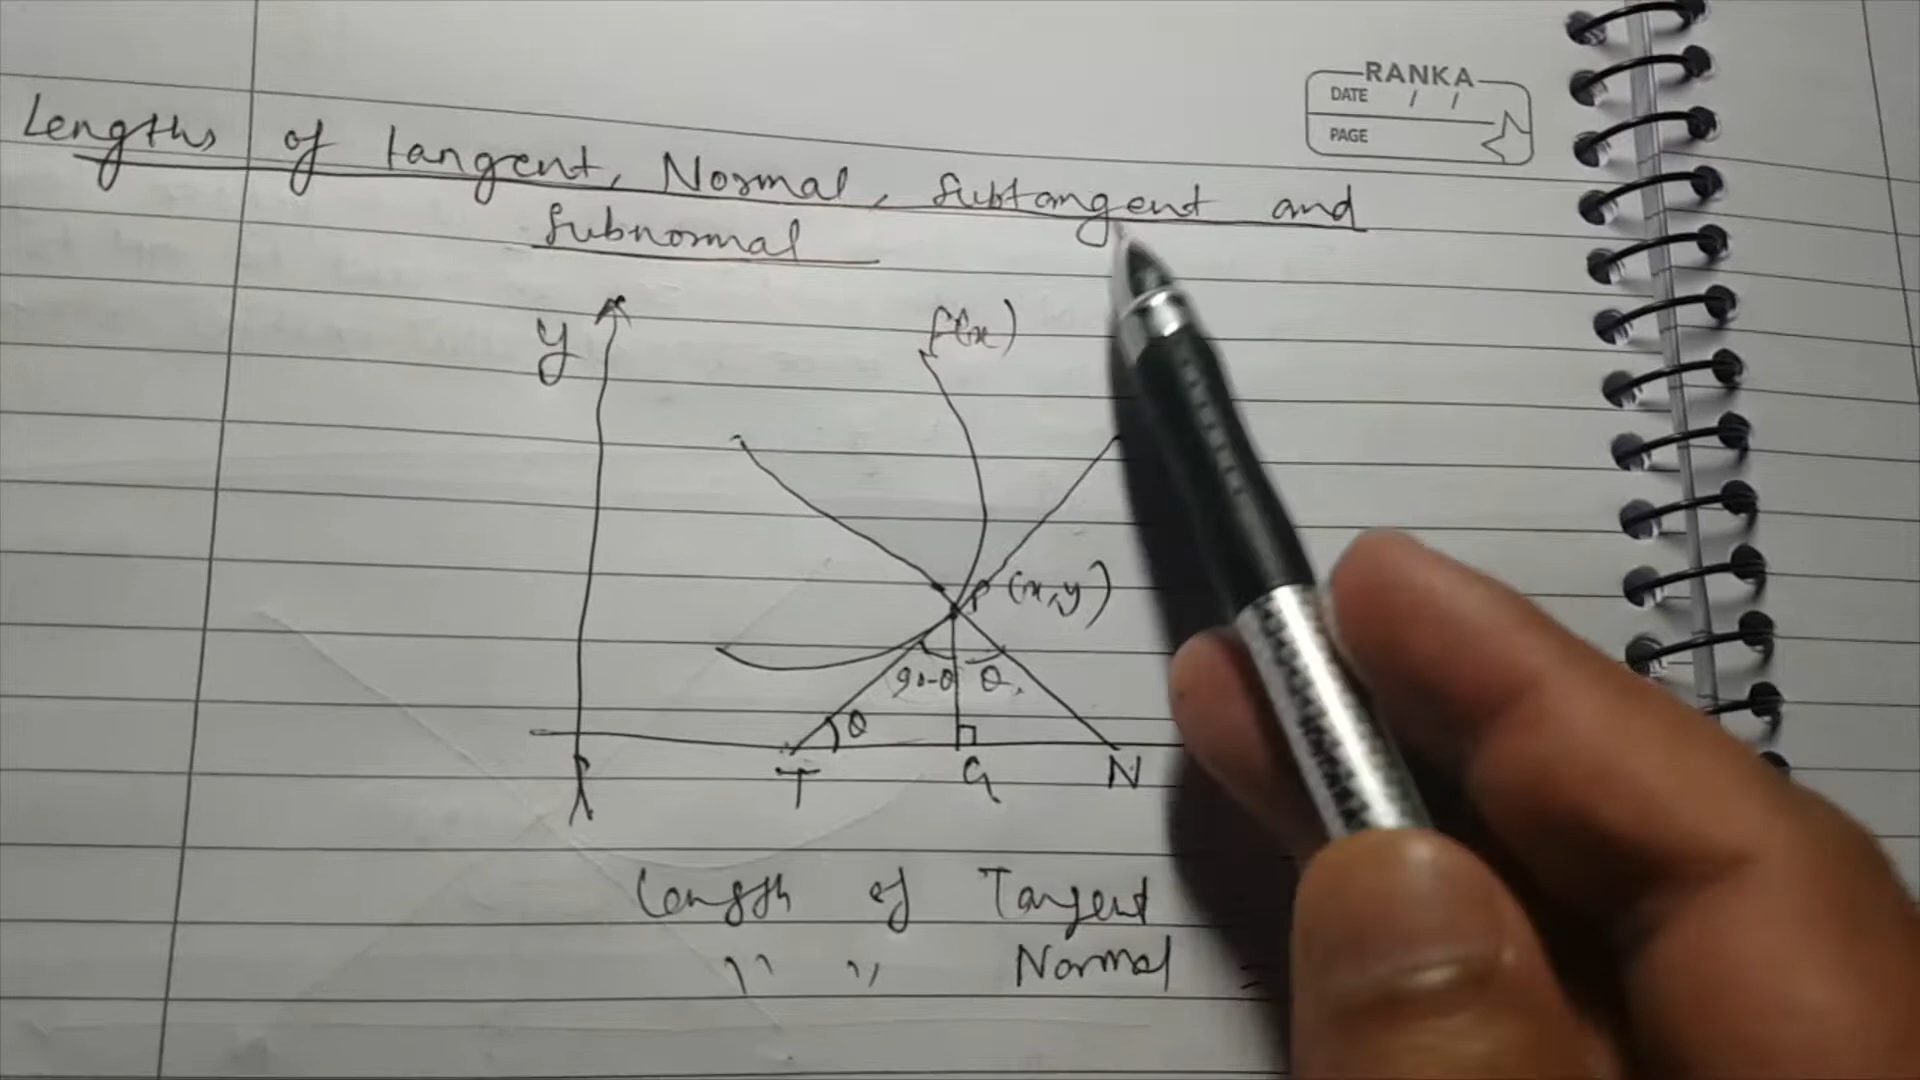 RANKA
DATE / /
PAGE
Lengths of tangent, Normal, Subtangent and
Subnormal
y
f(x)
P (x,y)
90-θ θ
θ
T G N
Length of Tangent
" " Normal =